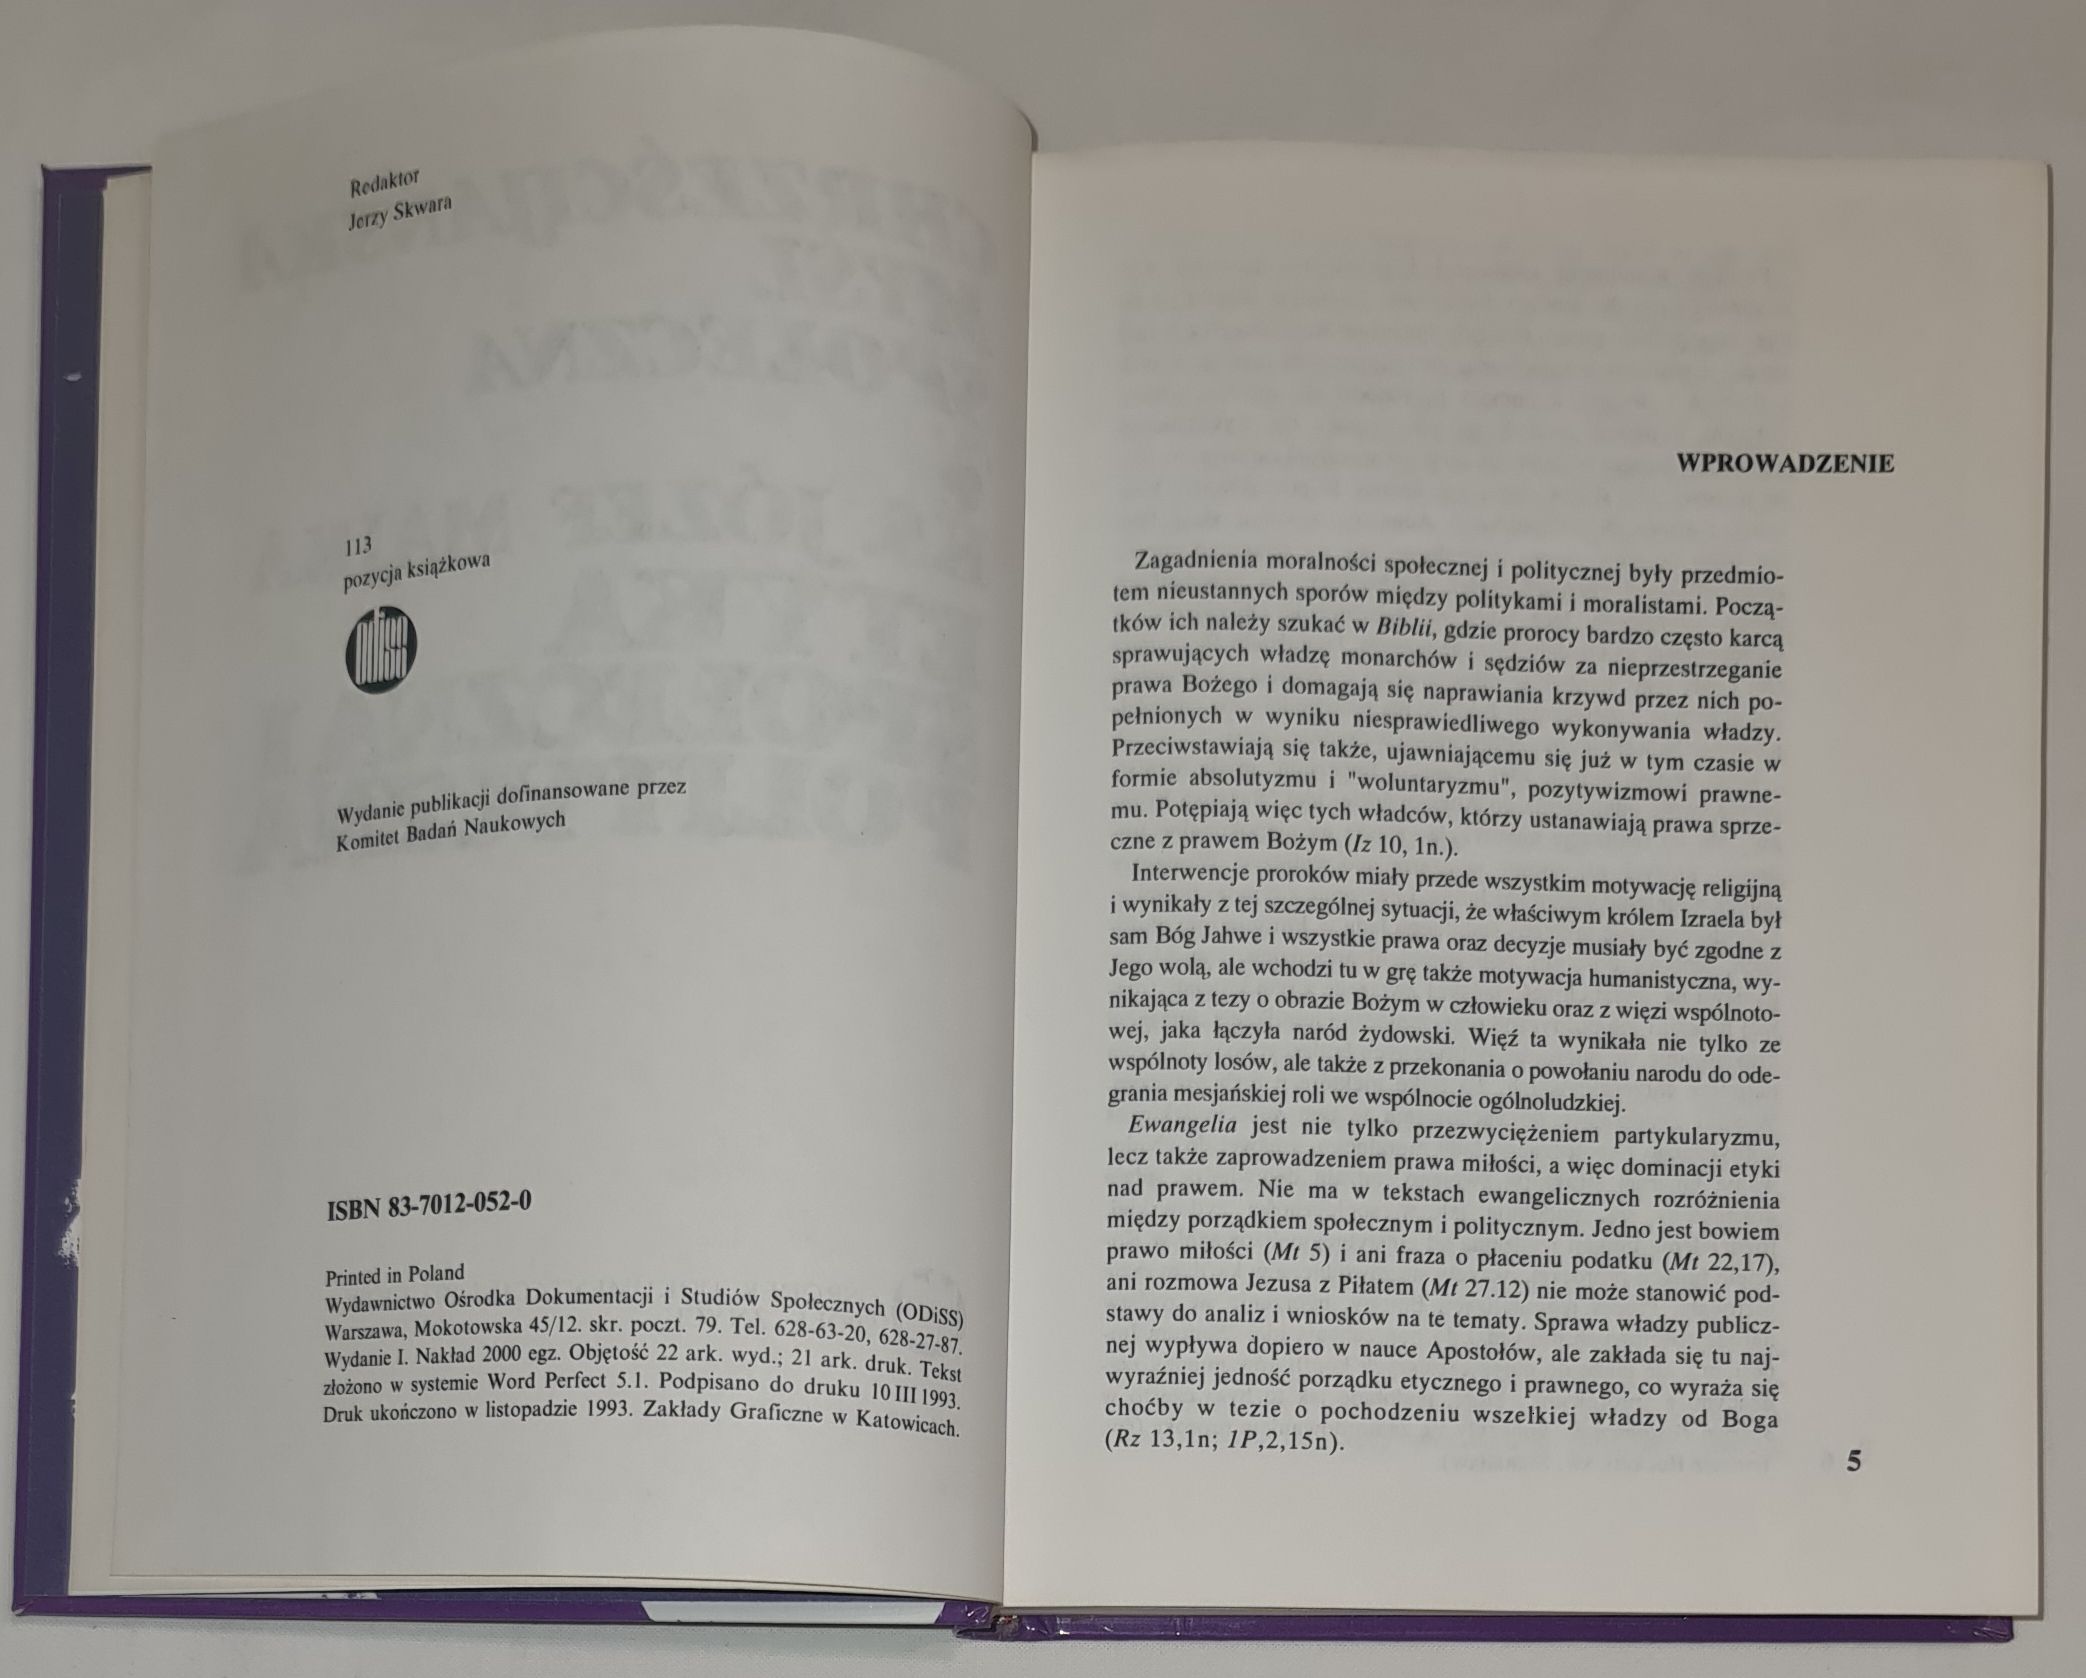 Redaktor
Jerzy Skwara
113
pozycja książkowa
Wydanie publikacji dofinansowane przez
Komitet Badań Naukowych
ISBN 83-7012-052-0
Printed in Poland
Wydawnictwo Ośrodka Dokumentacji i Studiów Społecznych (ODiSS)
Warszawa, Mokotowska 45/12. skr. poczt. 79. Tel. 628-63-20, 628-27-87.
Wydanie I. Nakład 2000 egz. Objętość 22 ark. wyd.; 21 ark. druk. Tekst
złożono w systemie Word Perfect 5.1. Podpisano do druku 10 III 1993.
Druk ukończono w listopadzie 1993. Zakłady Graficzne w Katowicach.
WPROWADZENIE
Zagadnienia moralności społecznej i politycznej były przedmio-
tem nieustannych sporów między politykami i moralistami. Począ-
tków ich należy szukać w Biblii, gdzie prorocy bardzo często karcą
sprawujących władzę monarchów i sędziów za nieprzestrzeganie
prawa Bożego i domagają się naprawiania krzywd przez nich po-
pełnionych w wyniku niesprawiedliwego wykonywania władzy.
Przeciwstawiają się także, ujawniającemu się już w tym czasie w
formie absolutyzmu i "woluntaryzmu", pozytywizmowi prawne-
mu. Potępiają więc tych władców, którzy ustanawiają prawa sprze-
czne z prawem Bożym (Iz 10, 1n.).
Interwencje proroków miały przede wszystkim motywację religijną
i wynikały z tej szczególnej sytuacji, że właściwym królem Izraela był
sam Bóg Jahwe i wszystkie prawa oraz decyzje musiały być zgodne z
Jego wolą, ale wchodzi tu w grę także motywacja humanistyczna, wy-
nikająca z tezy o obrazie Bożym w człowieku oraz z więzi wspólnoto-
wej, jaka łączyła naród żydowski. Więź ta wynikała nie tylko ze
wspólnoty losów, ale także z przekonania o powołaniu narodu do ode-
grania mesjańskiej roli we wspólnocie ogólnoludzkiej.
Ewangelia jest nie tylko przezwyciężeniem partykularyzmu,
lecz także zaprowadzeniem prawa miłości, a więc dominacji etyki
nad prawem. Nie ma w tekstach ewangelicznych rozróżnienia
między porządkiem społecznym i politycznym. Jedno jest bowiem
prawo miłości (Mt 5) i ani fraza o płaceniu podatku (Mt 22,17),
ani rozmowa Jezusa z Piłatem (Mt 27.12) nie może stanowić pod-
stawy do analiz i wniosków na te tematy. Sprawa władzy publicz-
nej wypływa dopiero w nauce Apostołów, ale zakłada się tu naj-
wyraźniej jedność porządku etycznego i prawnego, co wyraża się
choćby w tezie o pochodzeniu wszelkiej władzy od Boga
(Rz 13,1n; 1P,2,15n).
5